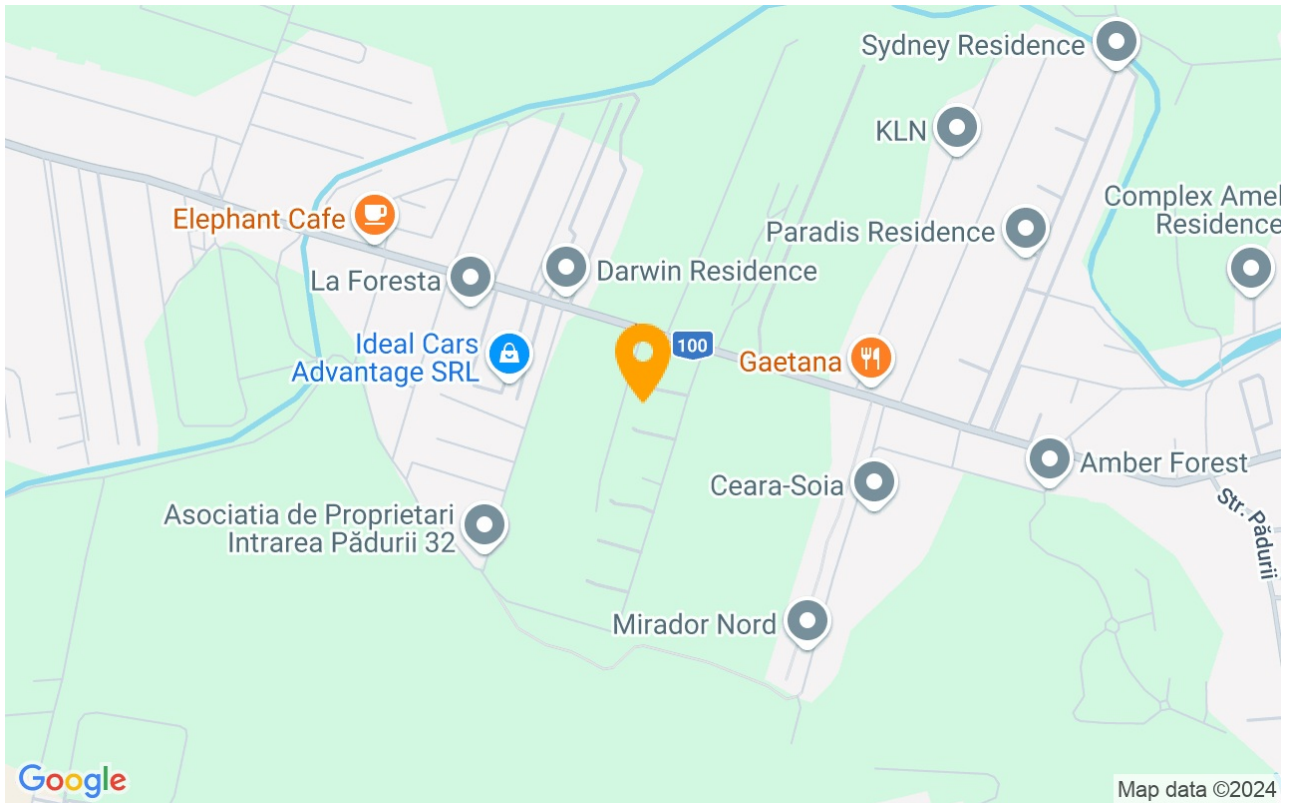 Sydney Residence
KLN
Complex Amel
Residence
Elephant Cafe
Paradis Residence
La Foresta
Darwin Residence
Ideal Cars
Advantage SRL
100
Gaetana
Amber Forest
Ceara-Soia
Str. Pădurii
Asociatia de Proprietari
Intrarea Pădurii 32
Mirador Nord
Google
Map data ©2024